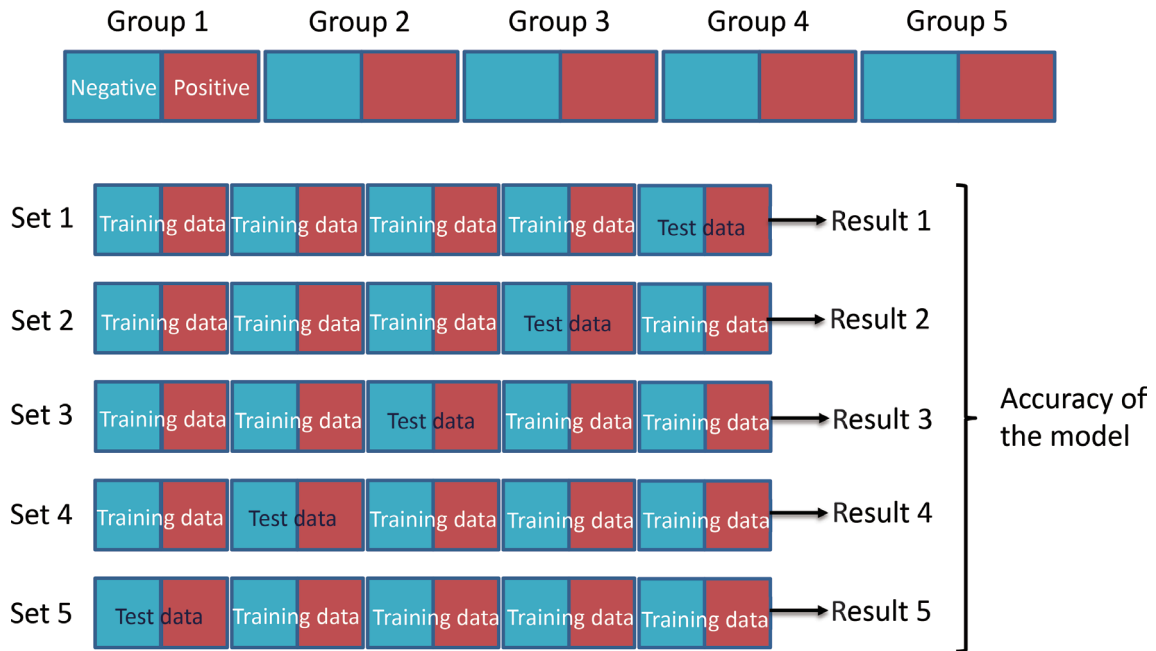 Group 1 Group 2 Group 3 Group 4 Group 5
Negative Positive
Set 1 Training data Training data Training data Training data Test data Result 1
Set 2 Training data Training data Training data Test data Training data Result 2
Set 3 Training data Training data Test data Training data Training data Result 3
Set 4 Training data Test data Training data Training data Training data Result 4
Set 5 Test data Training data Training data Training data Training data Result 5
Accuracy of
the model